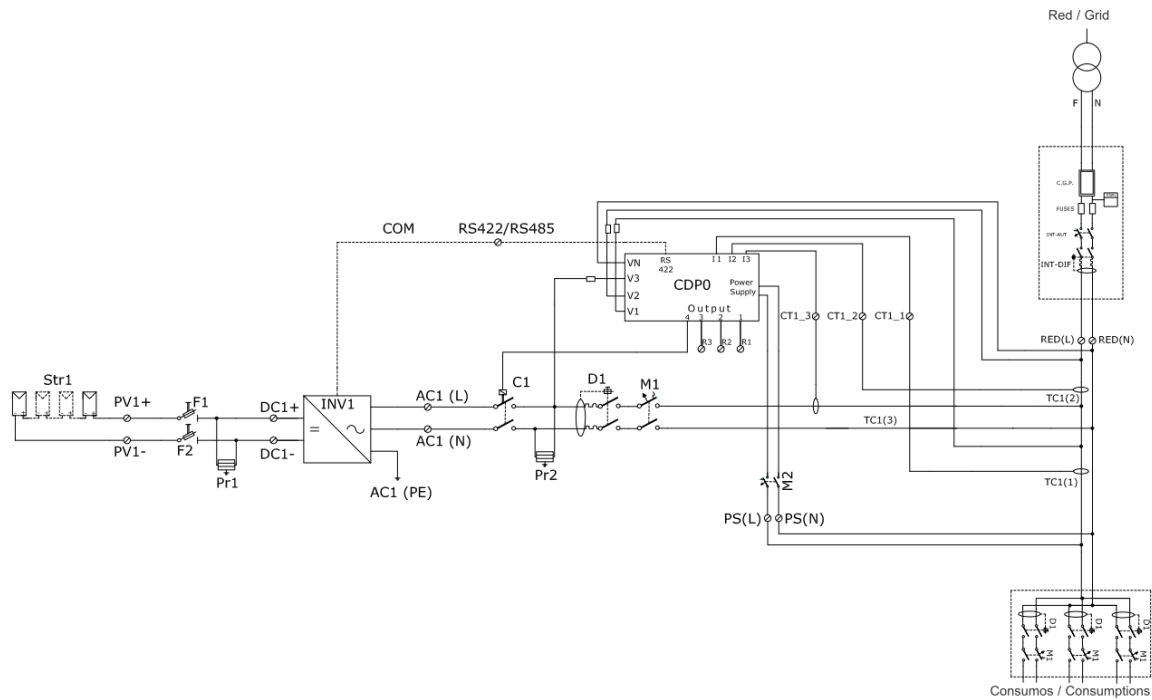 Red / Grid
F N
C.G.P.
FUSES
INT-AUT
INT-DIF
COM RS422/RS485
VN RS 422 I1 I2 I3
V3 CDP0 Power Supply
V2
V1 Output
4 3 2 1
R3 R2 R1
CT1_3 CT1_2 CT1_1
RED(L) RED(N)
Str1 PV1+ F1 DC1+ INV1 AC1 (L) C1 D1 M1
TC1(2)
TC1(3)
PV1- F2 DC1- AC1 (N)
Pr1 Pr2
AC1 (PE)
M2
TC1(1)
PS(L) PS(N)
D1 D1 D1
M1 M1 M1
Consumos / Consumptions